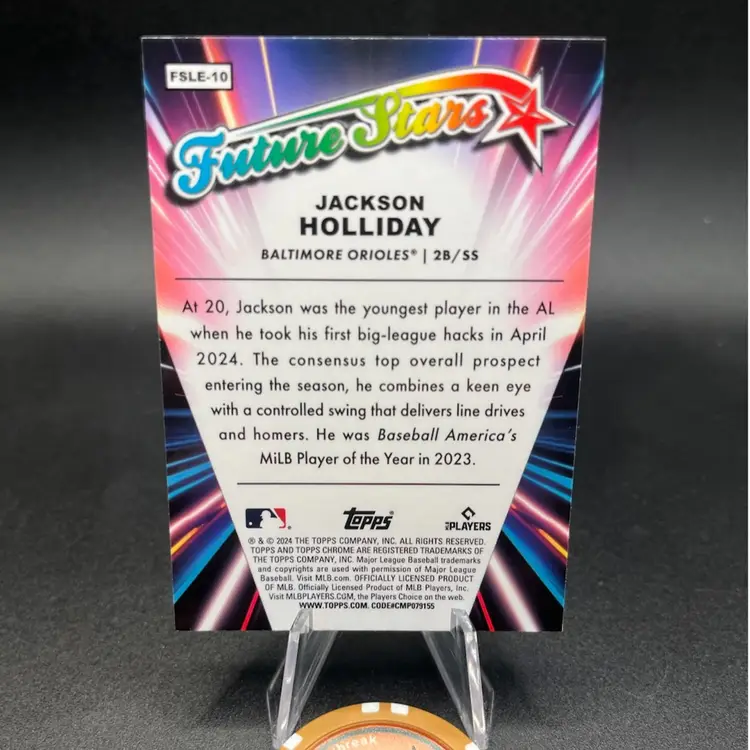 FSLE-10
Future Stars
JACKSON
HOLLIDAY
BALTIMORE ORIOLES® | 2B/SS
At 20, Jackson was the youngest player in the AL
when he took his first big-league hacks in April
2024. The consensus top overall prospect
entering the season, he combines a keen eye
with a controlled swing that delivers line drives
and homers. He was Baseball America's
MiLB Player of the Year in 2023.
Topps
PLAYERS
® & © 2024 THE TOPPS COMPANY, INC. ALL RIGHTS RESERVED.
TOPPS AND TOPPS CHROME ARE REGISTERED TRADEMARKS OF
THE TOPPS COMPANY, INC. Major League Baseball trademarks
and copyrights are used with permission of Major League
Baseball. Visit MLB.com. OFFICIALLY LICENSED PRODUCT
OF MLB. Officially Licensed Product of MLB Players, Inc.
Visit MLBPLAYERS.COM, the Players Choice on the web.
WWW.TOPPS.COM. CODE#CMP079155
break